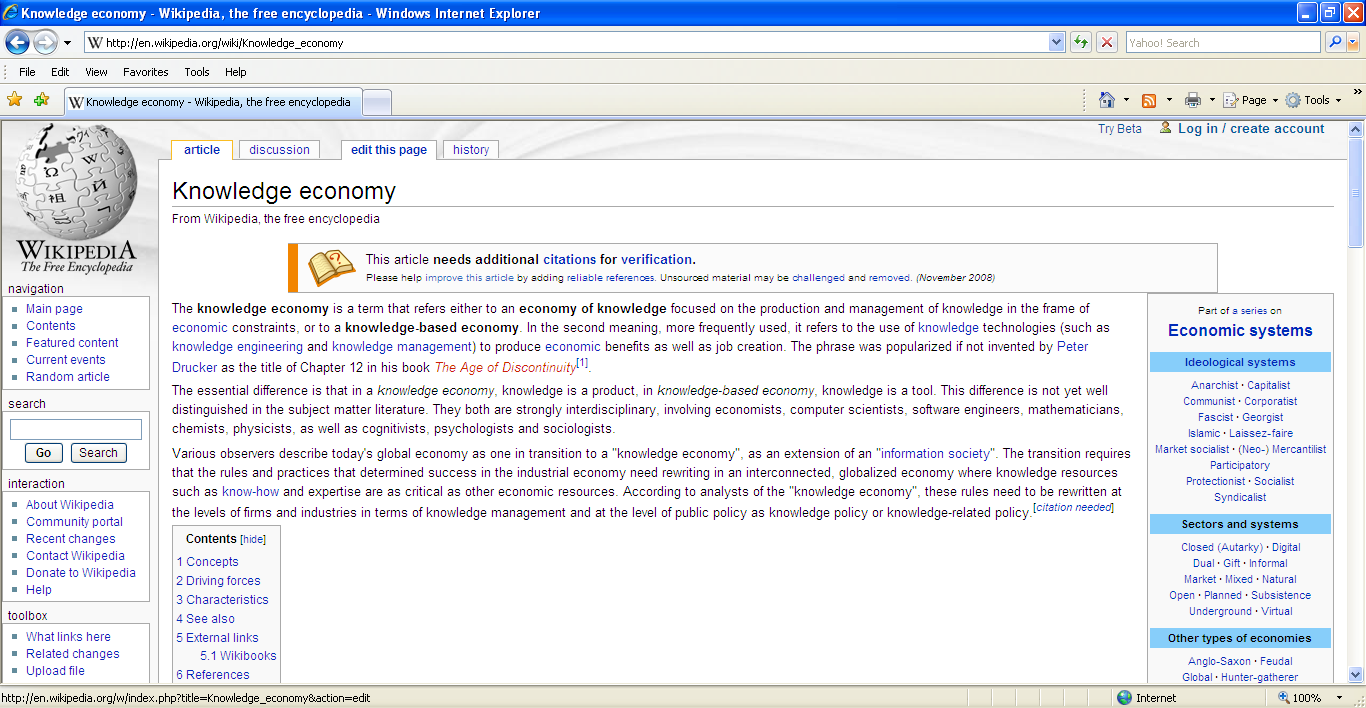 Knowledge economy - Wikipedia, the free encyclopedia - Windows Internet Explorer
http://en.wikipedia.org/wiki/Knowledge_economy
Yahoo! Search
File Edit View Favorites Tools Help
Knowledge economy - Wikipedia, the free encyclopedia
Page Tools
Try Beta Log in / create account
article discussion edit this page history
WIKIPEDIA
The Free Encyclopedia
navigation
Main page
Contents
Featured content
Current events
Random article
search
Go Search
interaction
About Wikipedia
Community portal
Recent changes
Contact Wikipedia
Donate to Wikipedia
Help
toolbox
What links here
Related changes
Upload file
Knowledge economy
From Wikipedia, the free encyclopedia
This article needs additional citations for verification.
Please help improve this article by adding reliable references. Unsourced material may be challenged and removed. (November 2008)
The knowledge economy is a term that refers either to an economy of knowledge focused on the production and management of knowledge in the frame of
economic constraints, or to a knowledge-based economy. In the second meaning, more frequently used, it refers to the use of knowledge technologies (such as
knowledge engineering and knowledge management) to produce economic benefits as well as job creation. The phrase was popularized if not invented by Peter
Drucker as the title of Chapter 12 in his book The Age of Discontinuity[1].
The essential difference is that in a knowledge economy, knowledge is a product, in knowledge-based economy, knowledge is a tool. This difference is not yet well
distinguished in the subject matter literature. They both are strongly interdisciplinary, involving economists, computer scientists, software engineers, mathematicians,
chemists, physicists, as well as cognitivists, psychologists and sociologists.
Various observers describe today's global economy as one in transition to a "knowledge economy", as an extension of an "information society". The transition requires
that the rules and practices that determined success in the industrial economy need rewriting in an interconnected, globalized economy where knowledge resources
such as know-how and expertise are as critical as other economic resources. According to analysts of the "knowledge economy", these rules need to be rewritten at
the levels of firms and industries in terms of knowledge management and at the level of public policy as knowledge policy or knowledge-related policy.[citation needed]
Contents [hide]
1 Concepts
2 Driving forces
3 Characteristics
4 See also
5 External links
5.1 Wikibooks
6 References
Part of a series on
Economic systems
Ideological systems
Anarchist · Capitalist
Communist · Corporatist
Fascist · Georgist
Islamic · Laissez-faire
Market socialist · (Neo-) Mercantilist
Participatory
Protectionist · Socialist
Syndicalist
Sectors and systems
Closed (Autarky) · Digital
Dual · Gift · Informal
Market · Mixed · Natural
Open · Planned · Subsistence
Underground · Virtual
Other types of economies
Anglo-Saxon · Feudal
Global · Hunter-gatherer
http://en.wikipedia.org/w/index.php?title=Knowledge_economy&action=edit
Internet
100%